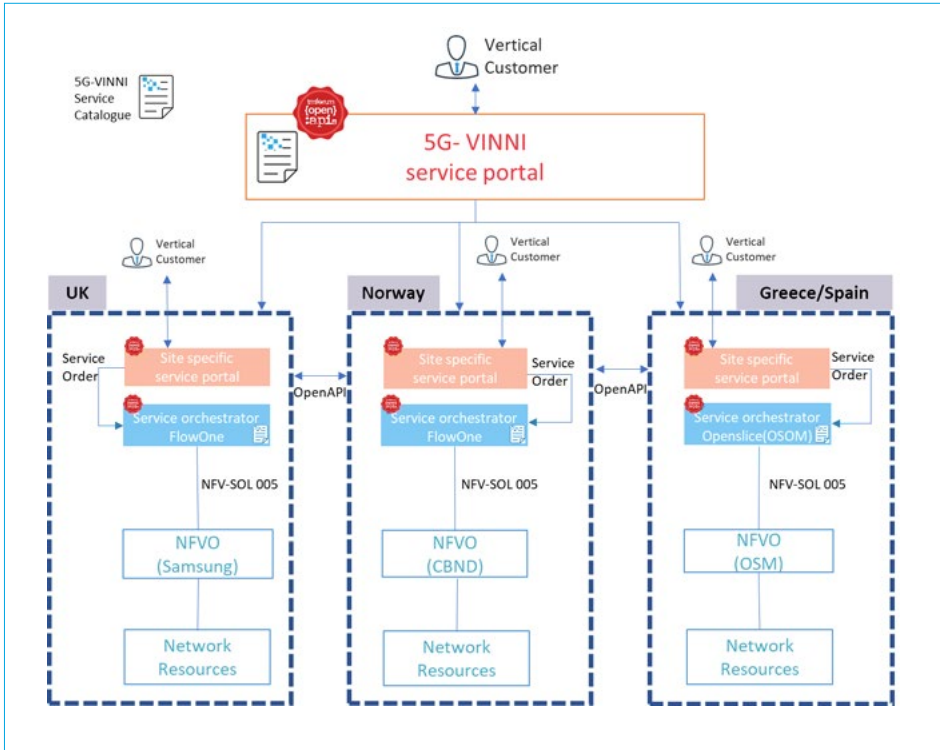 5G-VINNI
Service
Catalogue
Vertical
Customer
tmforum
{open}
:apis
5G- VINNI
service portal
Vertical
Customer
Vertical
Customer
Vertical
Customer
UK
Norway
Greece/Spain
Service
Order
Site specific
service portal
OpenAPI
Site specific
service portal
Service
Order
OpenAPI
Site specific
service portal
Service
Order
Service orchestrator
FlowOne
Service orchestrator
FlowOne
Service orchestrator
Openslice(OSOM)
NFV-SOL 005
NFV-SOL 005
NFV-SOL 005
NFVO
(Samsung)
NFVO
(CBND)
NFVO
(OSM)
Network
Resources
Network
Resources
Network
Resources